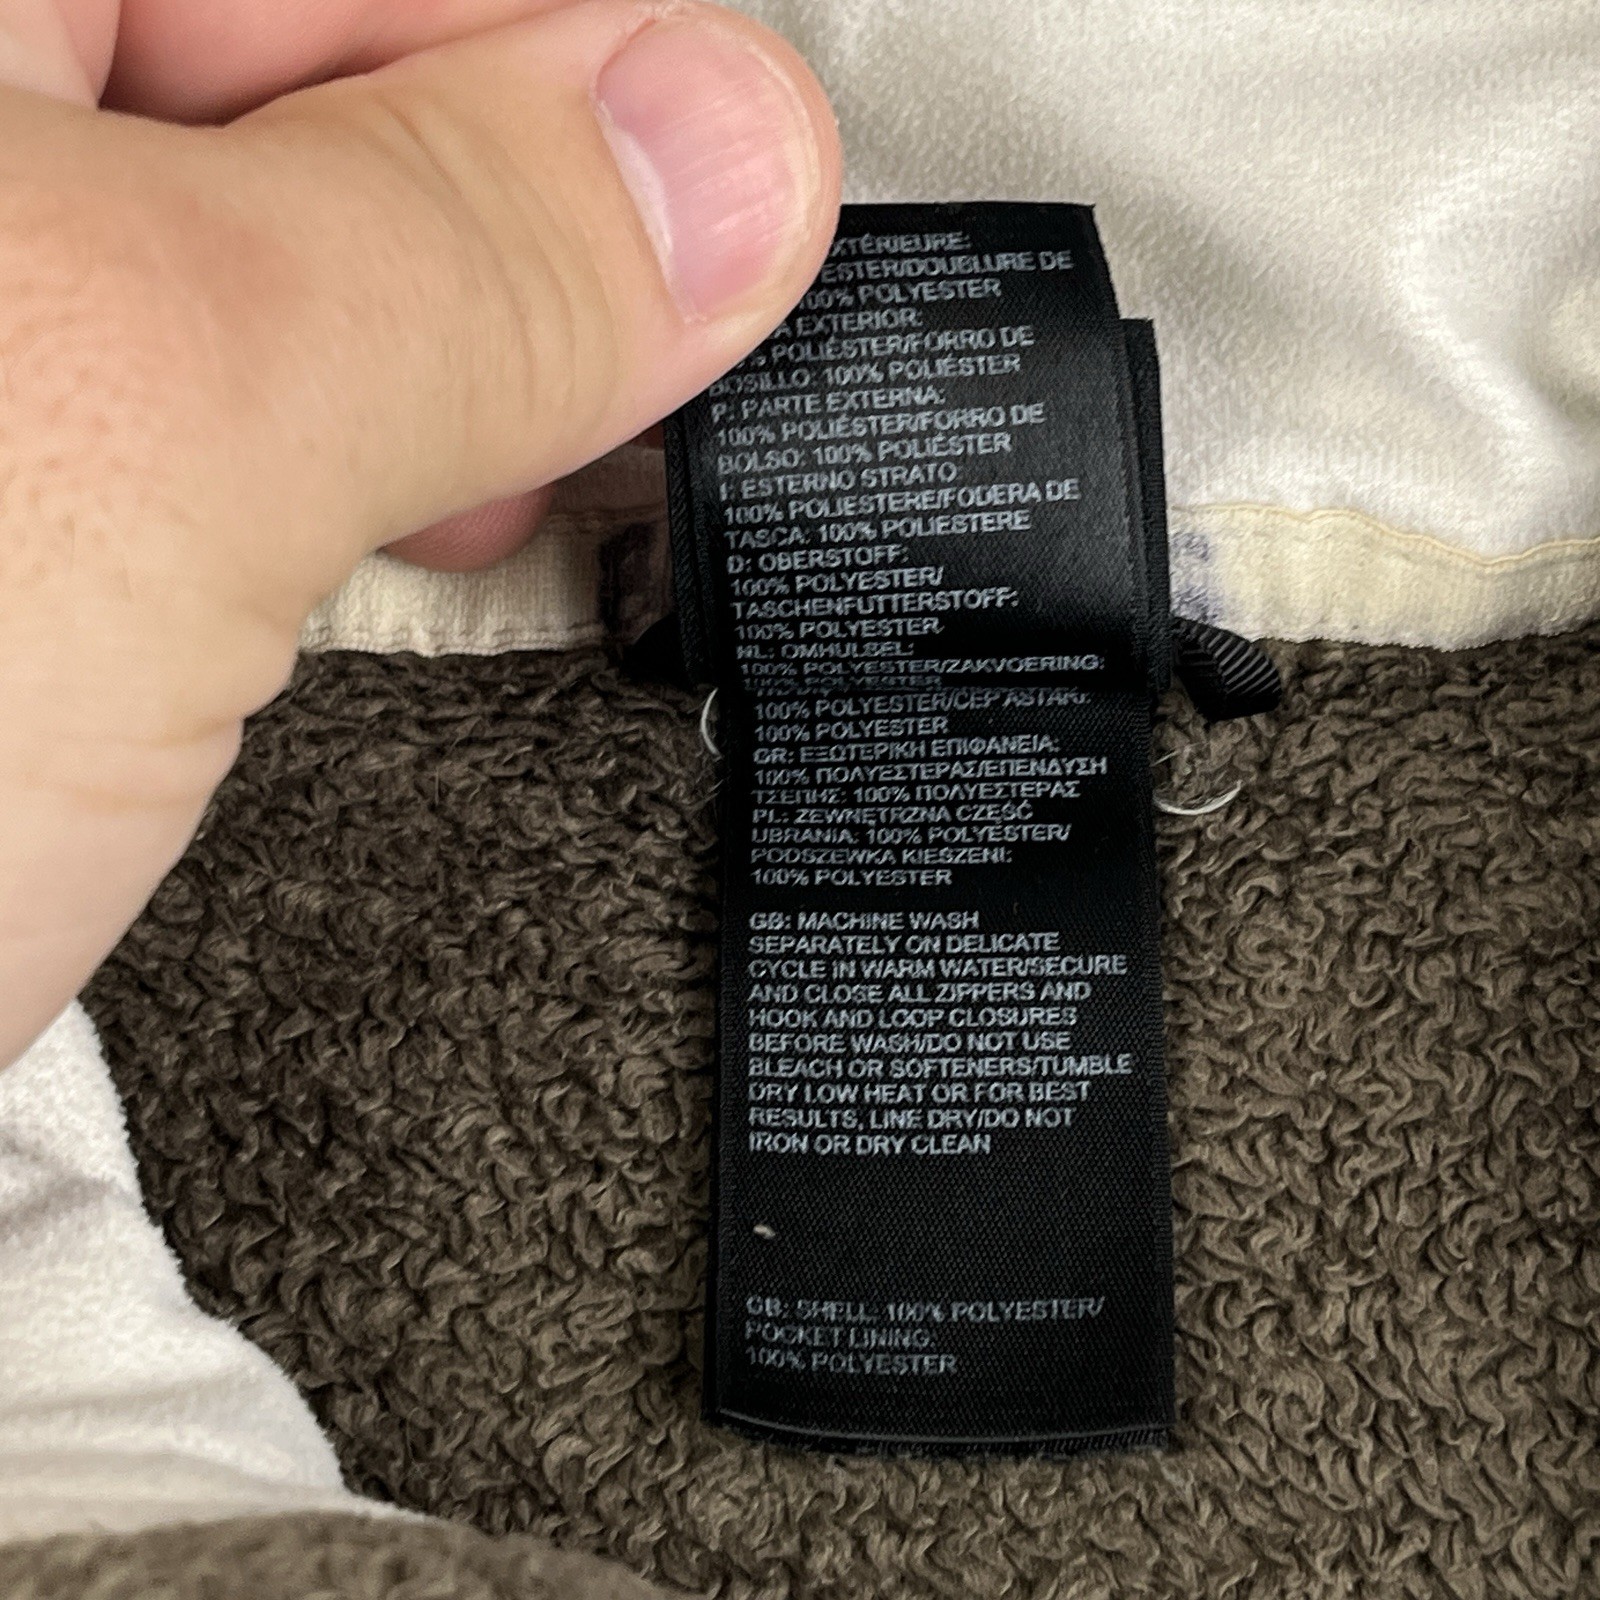 XTÉRIEURE:
ESTER/DOUBLURE DE
100% POLYESTER
A EXTERIOR:
POLIÉSTER/FORRO DE
BOSILLO: 100% POLIÉSTER
P: PARTE EXTERNA:
100% POLIÉSTER/FORRO DE
BOLSO: 100% POLIÉSTER
I: ESTERNO STRATO
100% POLIESTERE/FODERA DE
TASCA: 100% POLIESTERE
D: OBERSTOFF:
100% POLYESTER/
TASCHENFUTTERSTOFF:
100% POLYESTER
NL: OMHULSEL:
100% POLYESTER/ZAKVOERING:
100% POLYESTER
100% POLYESTER/CEP ASTARI:
100% POLYESTER
GR: ΕΞΩΤΕΡΙΚΗ ΕΠΙΦΑΝΕΙΑ:
100% ΠΟΛΥΕΣΤΕΡΑΣ/ΕΠΕΝΔΥΣΗ
ΤΣΕΠΗΣ: 100% ΠΟΛΥΕΣΤΕΡΑΣ
PL: ZEWNĘTRZNA CZĘŚĆ
UBRANIA: 100% POLYESTER/
PODSZEWKA KIESZENI:
100% POLYESTER
GB: MACHINE WASH
SEPARATELY ON DELICATE
CYCLE IN WARM WATER/SECURE
AND CLOSE ALL ZIPPERS AND
HOOK AND LOOP CLOSURES
BEFORE WASH/DO NOT USE
BLEACH OR SOFTENERS/TUMBLE
DRY LOW HEAT OR FOR BEST
RESULTS, LINE DRY/DO NOT
IRON OR DRY CLEAN
GB: SHELL: 100% POLYESTER/
POCKET LINING:
100% POLYESTER